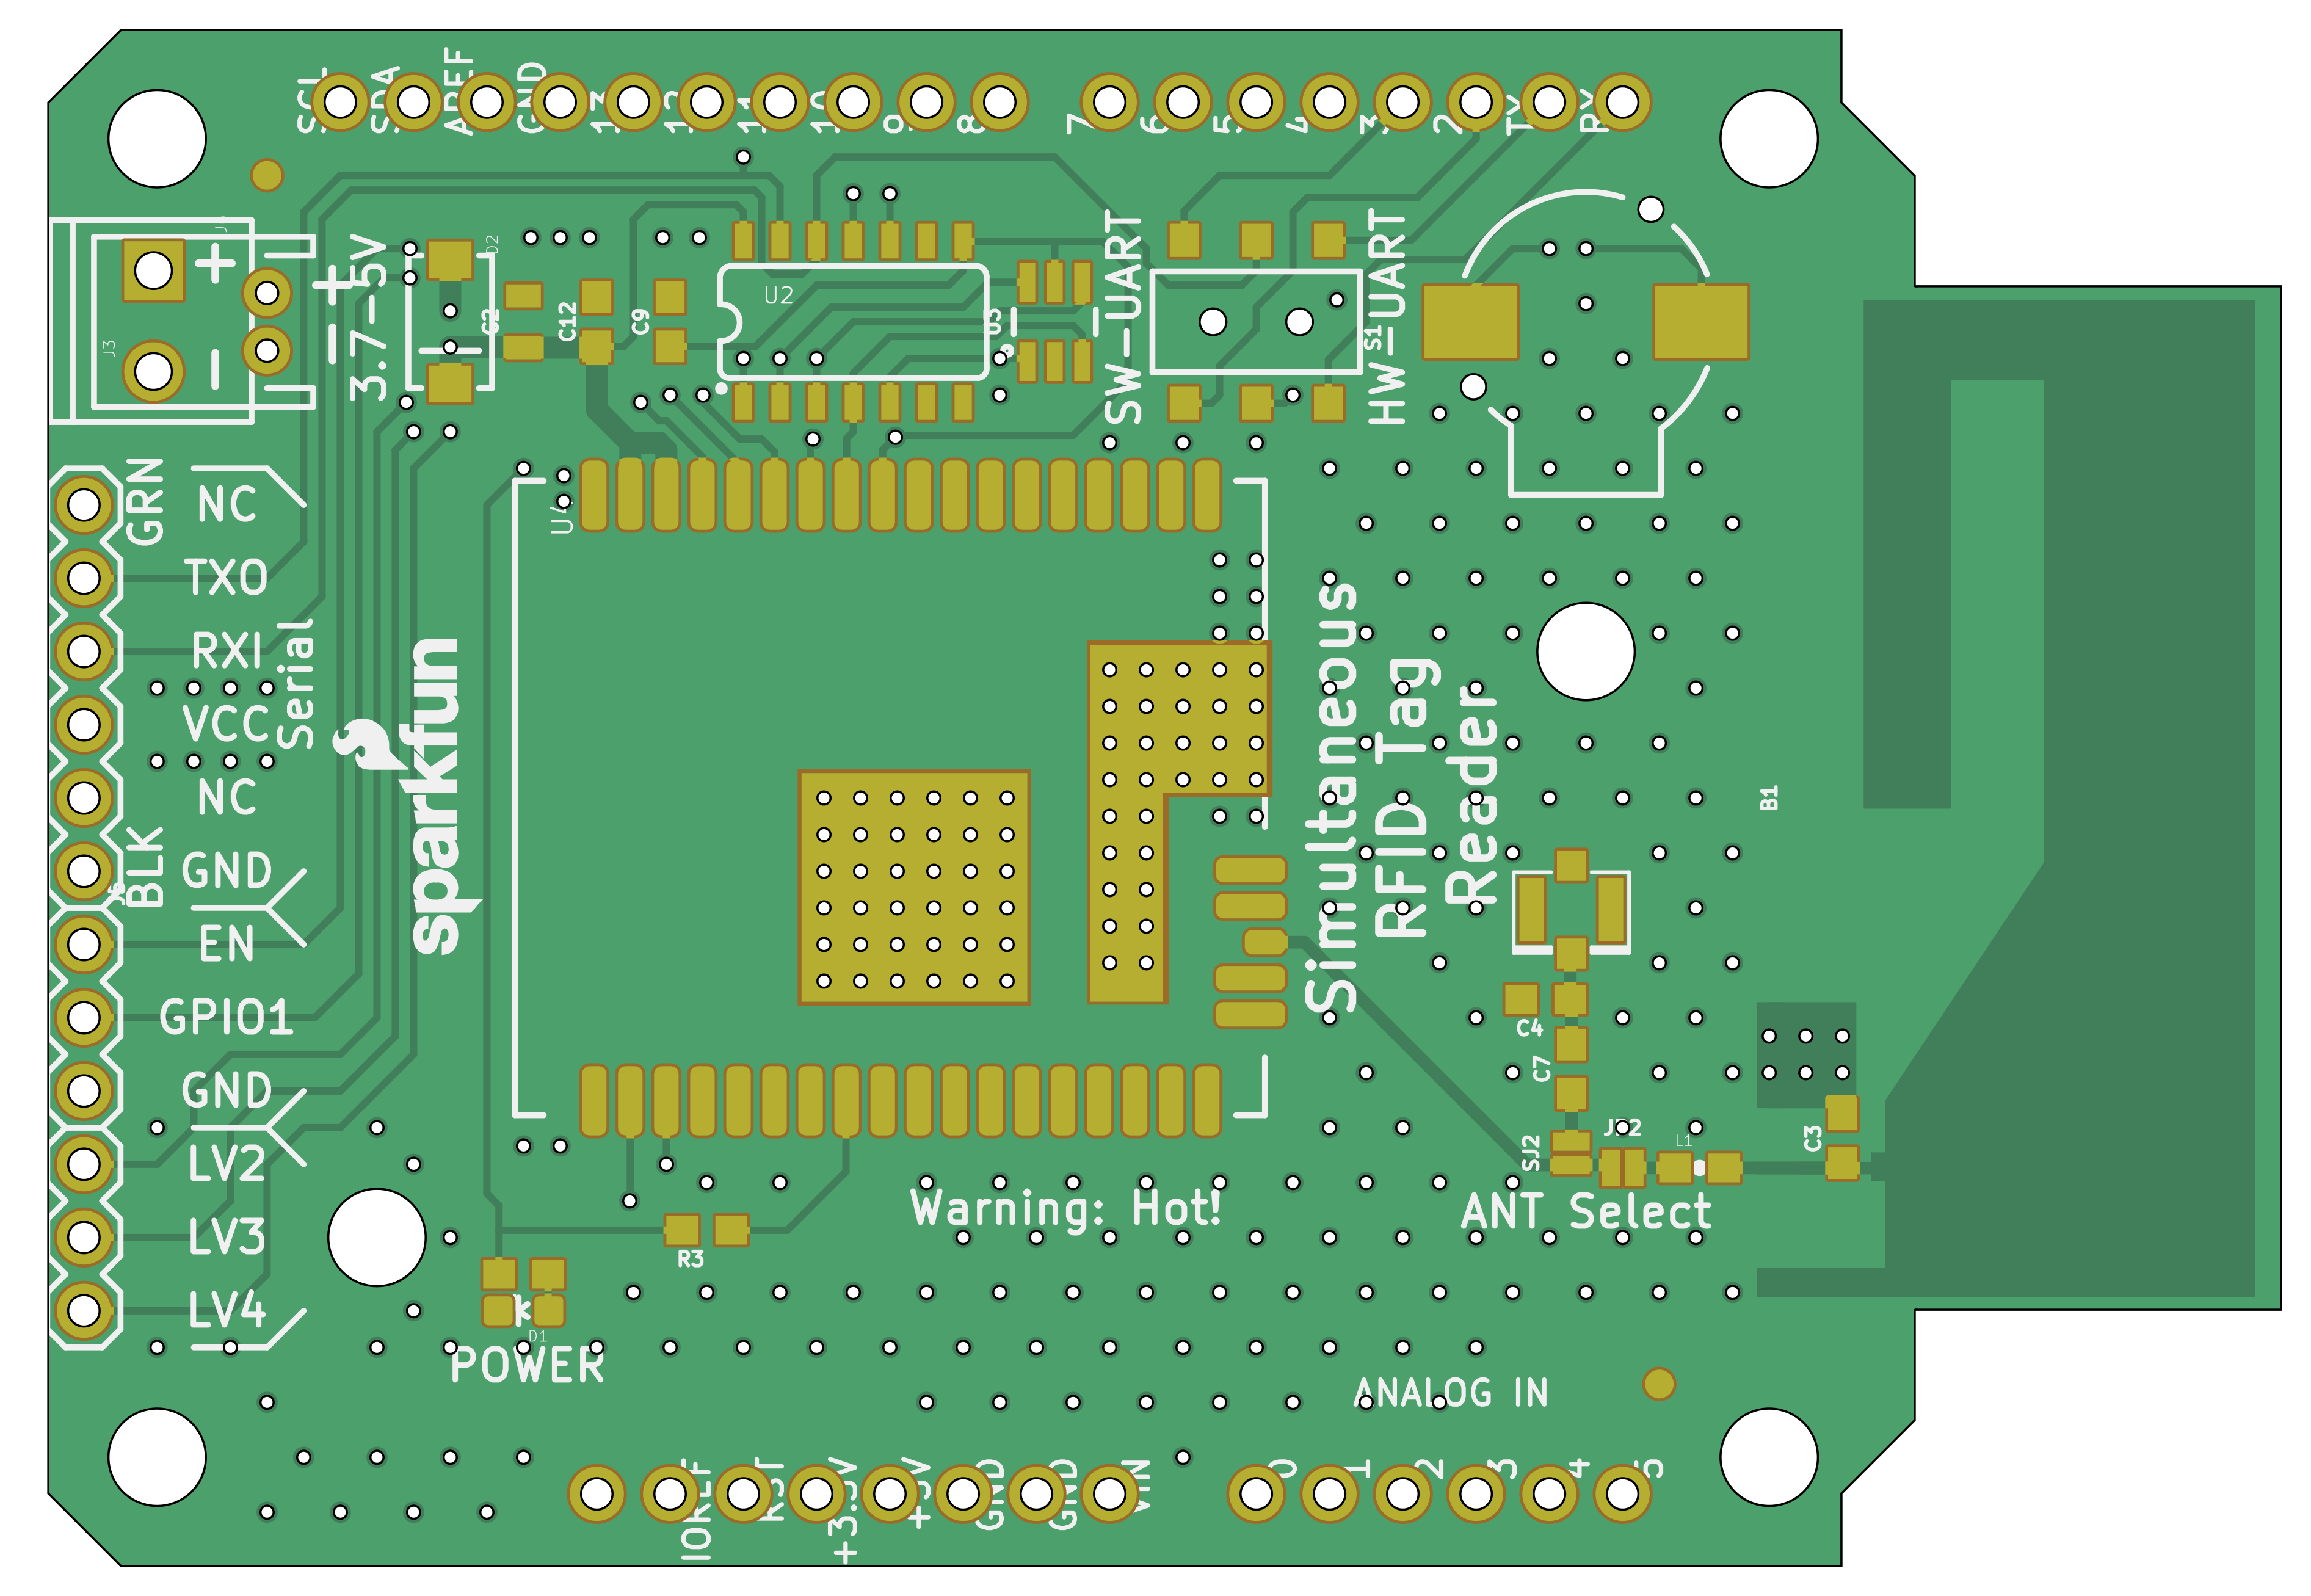 SCL
SDA
AREF
GND
13
12
11
10
9
8
7
6
5
4
3
2
TX
RX
+
-
J3
+
-
3.7-5V
D2
C2
C12
C9
U2
U3
SW-UART
HW-UART
S1
GRN
NC
TXO
RXI
VCC
NC
GND
BLK
Serial
J6
EN
GPIO1
GND
LV2
LV3
LV4
sparkfun
U4
Simultaneous
RFID Tag
Reader
B1
C4
C7
SJ2
JP2
L1
C3
ANT Select
Warning: Hot!
R3
K
D1
POWER
ANALOG IN
IOREF
RST
+3.3V
+5V
GND
GND
VIN
0
1
2
3
4
5